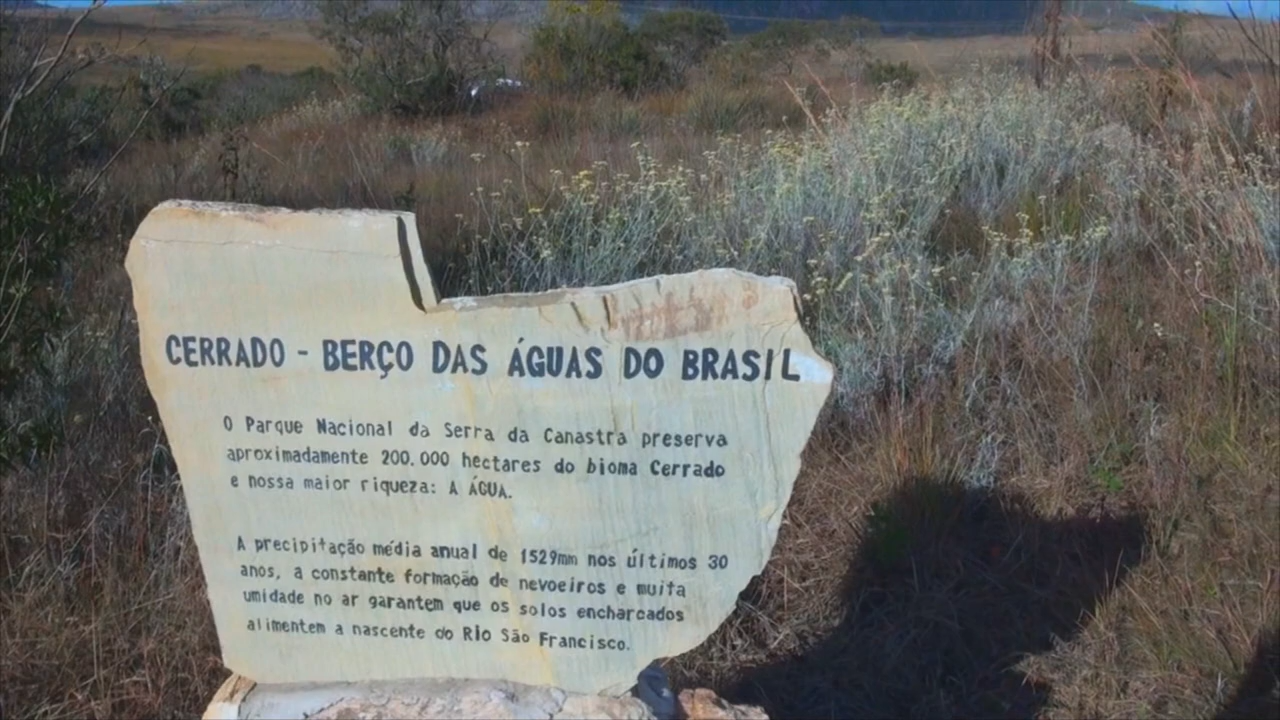 CERRADO - BERÇO DAS ÁGUAS DO BRASIL
O Parque Nacional da Serra da Canastra preserva
aproximadamente 200.000 hectares do bioma Cerrado
e nossa maior riqueza: A ÁGUA.
A precipitação média anual de 1529mm nos últimos 30
anos, a constante formação de nevoeiros e muita
umidade no ar garantem que os solos encharcados
alimentem a nascente do Rio São Francisco.